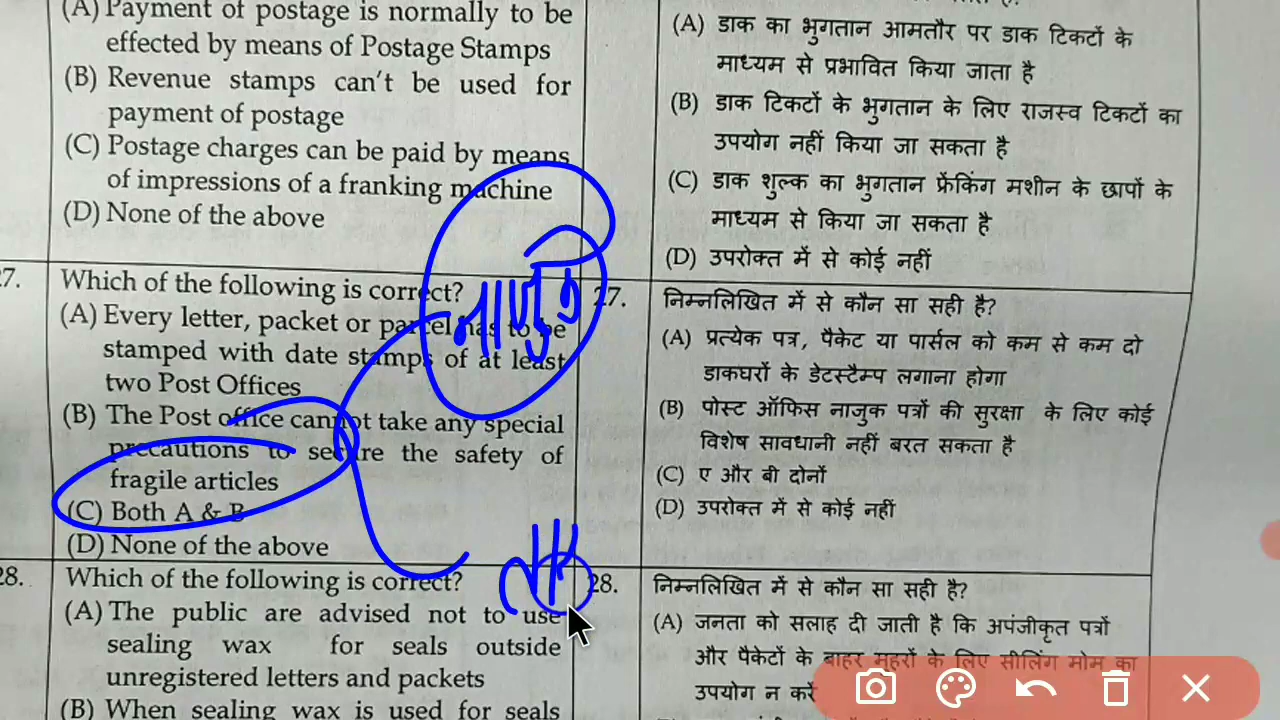 (A) Payment of postage is normally to be
effected by means of Postage Stamps
(B) Revenue stamps can't be used for
payment of postage
(C) Postage charges can be paid by means
of impressions of a franking machine
(D) None of the above
27.
Which of the following is correct?
(A) Every letter, packet or parcel has to be
stamped with date stamps of at least
two Post Offices
(B) The Post office cannot take any special
precautions to secure the safety of
fragile articles
(C) Both A & B
(D) None of the above
28.
Which of the following is correct?
(A) The public are advised not to use
sealing wax for seals outside
unregistered letters and packets
(B) When sealing wax is used for seals
(A) डाक का भुगतान आमतौर पर डाक टिकटों के
माध्यम से प्रभावित किया जाता है
(B) डाक टिकटों के भुगतान के लिए राजस्व टिकटों का
उपयोग नहीं किया जा सकता है
(C) डाक शुल्क का भुगतान फ्रेंकिंग मशीन के छापों के
माध्यम से किया जा सकता है
(D) उपरोक्त में से कोई नहीं
27.
निम्नलिखित में से कौन सा सही है?
(A) प्रत्येक पत्र, पैकेट या पार्सल को कम से कम दो
डाकघरों के डेटस्टैम्प लगाना होगा
(B) पोस्ट ऑफिस नाजुक पत्रों की सुरक्षा के लिए कोई
विशेष सावधानी नहीं बरत सकता है
(C) ए और बी दोनों
(D) उपरोक्त में से कोई नहीं
28.
निम्नलिखित में से कौन सा सही है?
(A) जनता को सलाह दी जाती है कि अपंजीकृत पत्रों
और पैकेटों के बाहर मुहरों के लिए सीलिंग मोम का
उपयोग न करें